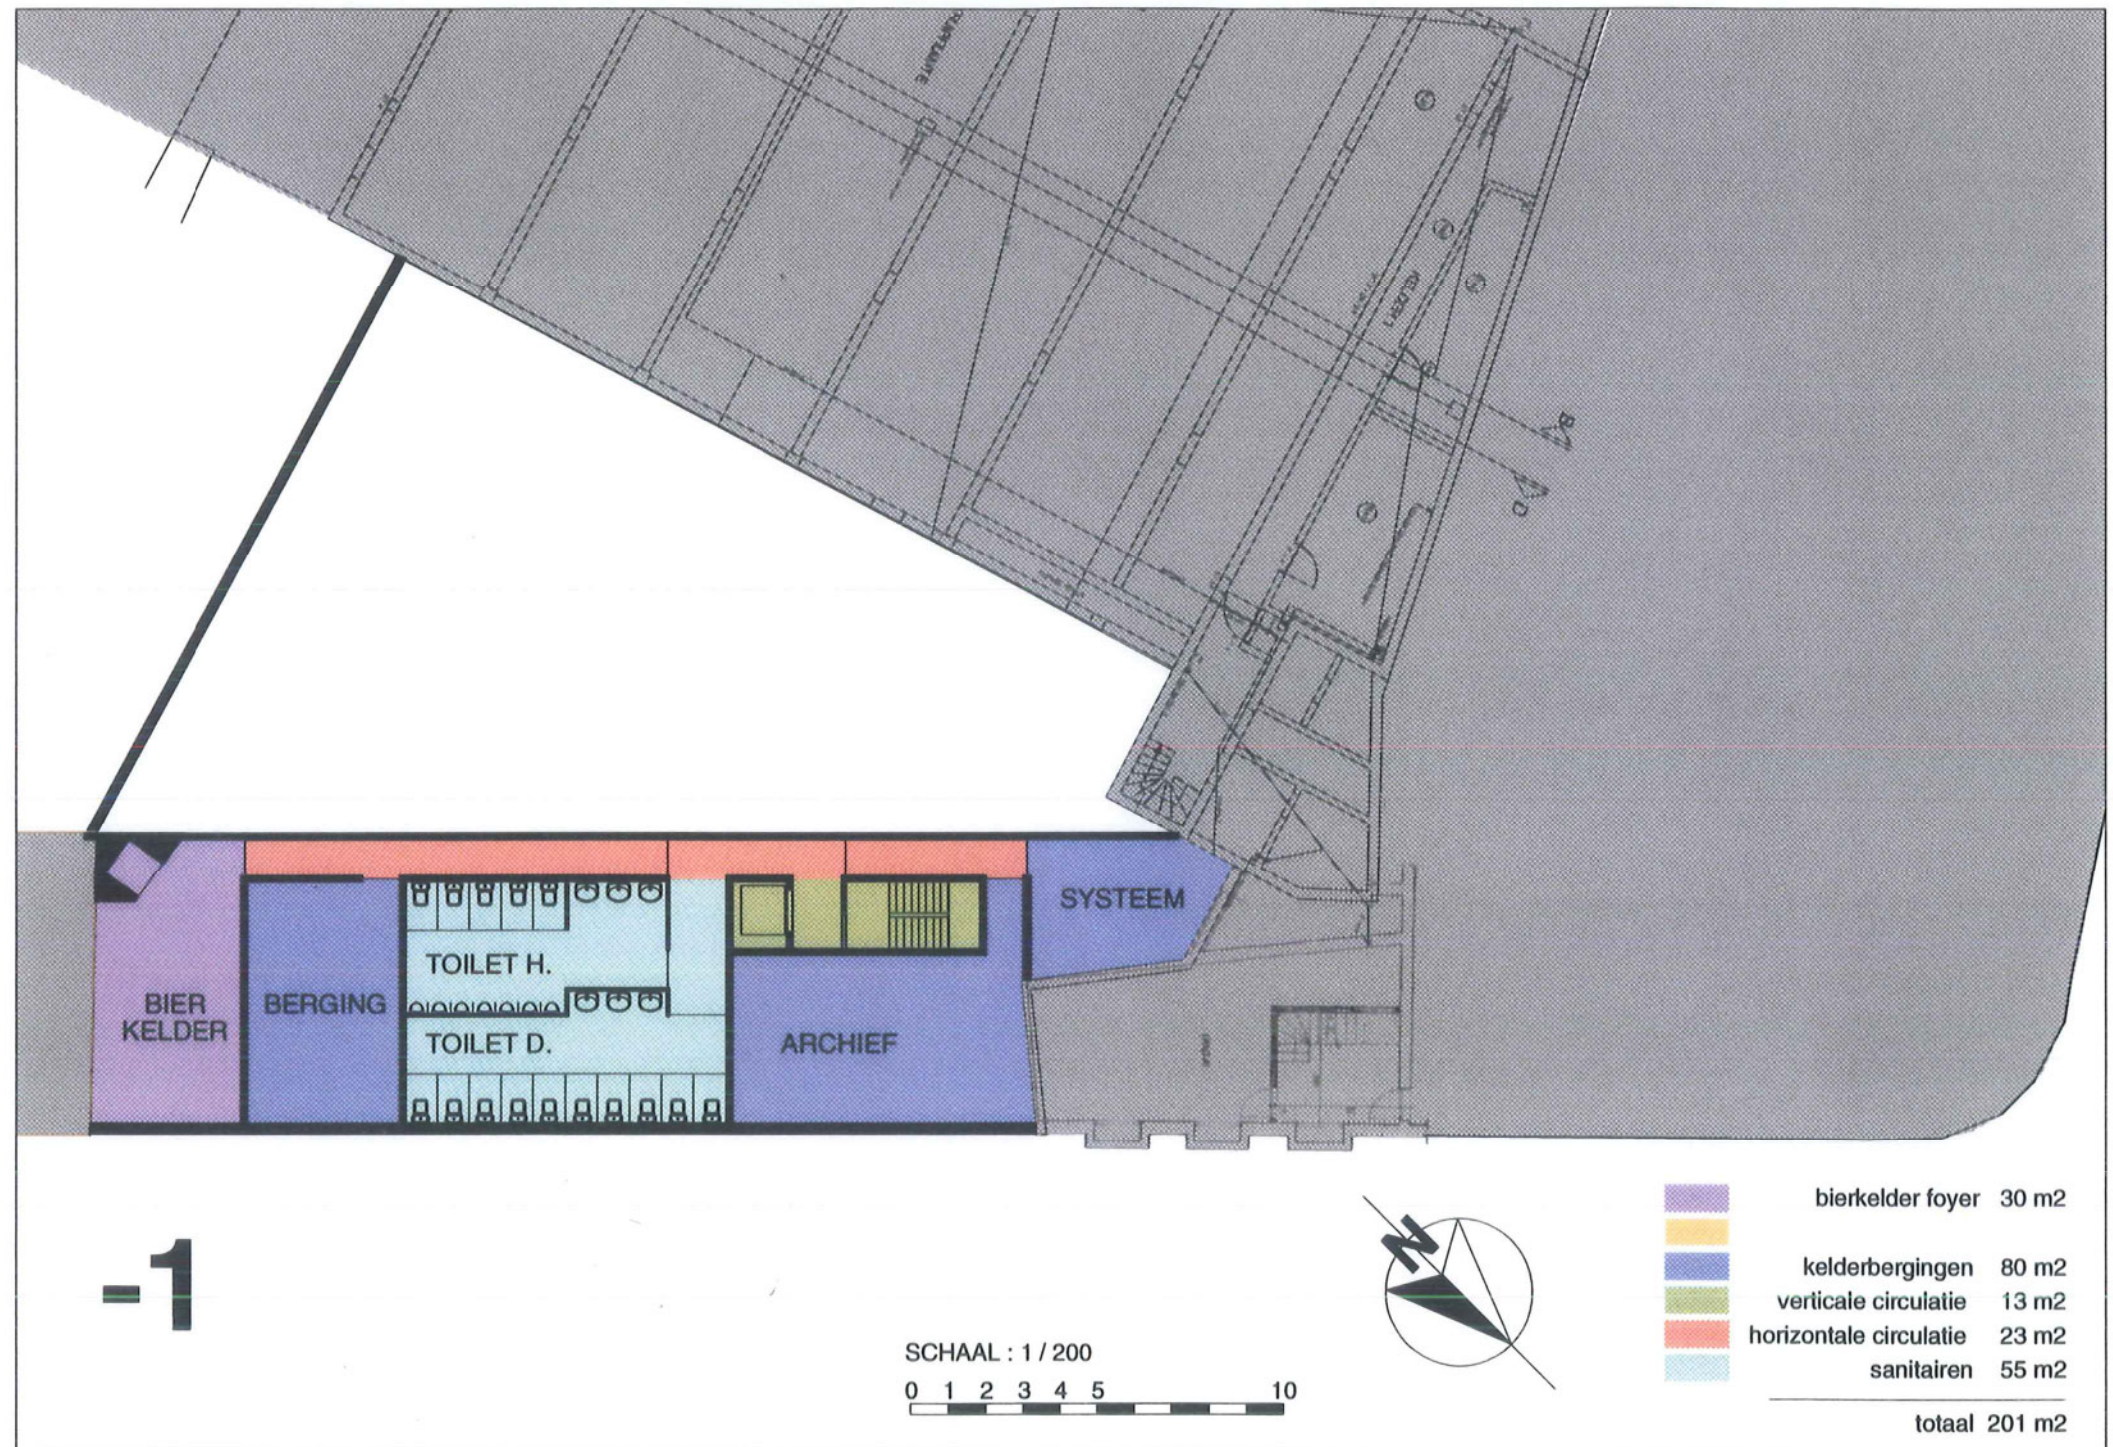 B
D
SYSTEEM
TOILET H.
BIER
KELDER
BERGING
TOILET D.
ARCHIEF
-1
N
bierkelder foyer 30 m2
kelderbergingen 80 m2
verticale circulatie 13 m2
horizontale circulatie 23 m2
sanitairen 55 m2
totaal 201 m2
SCHAAL : 1 / 200
0 1 2 3 4 5 10